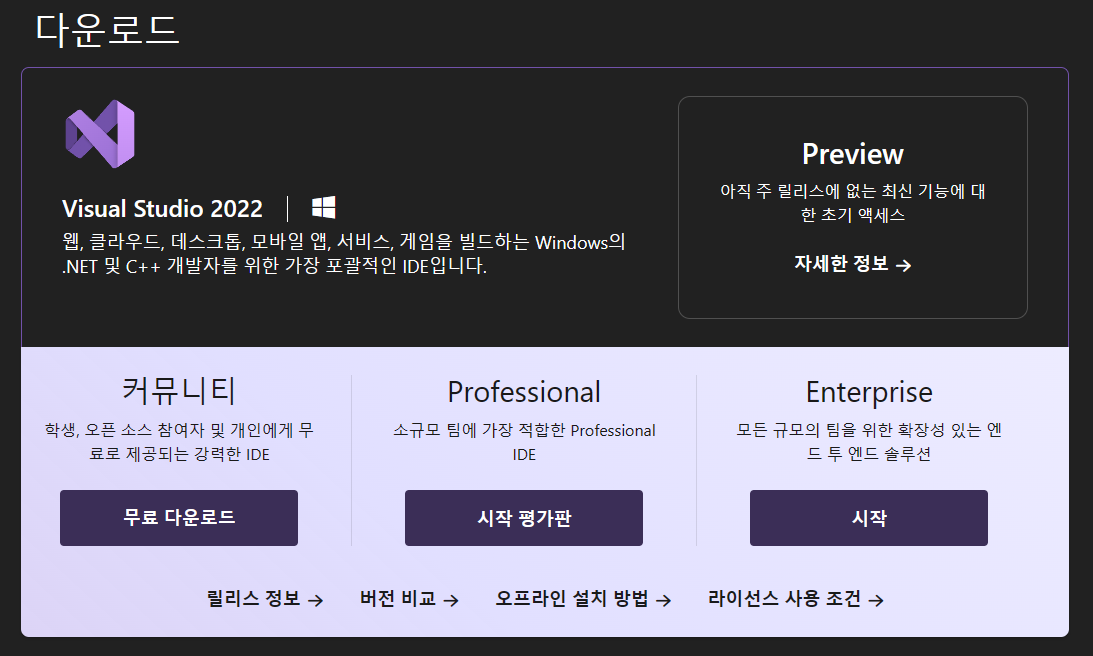 다운로드
Visual Studio 2022
웹, 클라우드, 데스크톱, 모바일 앱, 서비스, 게임을 빌드하는 Windows의
.NET 및 C++ 개발자를 위한 가장 포괄적인 IDE입니다.
Preview
아직 주 릴리스에 없는 최신 기능에 대
한 초기 액세스
자세한 정보 →
커뮤니티
학생, 오픈 소스 참여자 및 개인에게 무
료로 제공되는 강력한 IDE
무료 다운로드
Professional
소규모 팀에 가장 적합한 Professional
IDE
시작 평가판
Enterprise
모든 규모의 팀을 위한 확장성 있는 엔
드 투 엔드 솔루션
시작
릴리스 정보 → 버전 비교 → 오프라인 설치 방법 → 라이선스 사용 조건 →